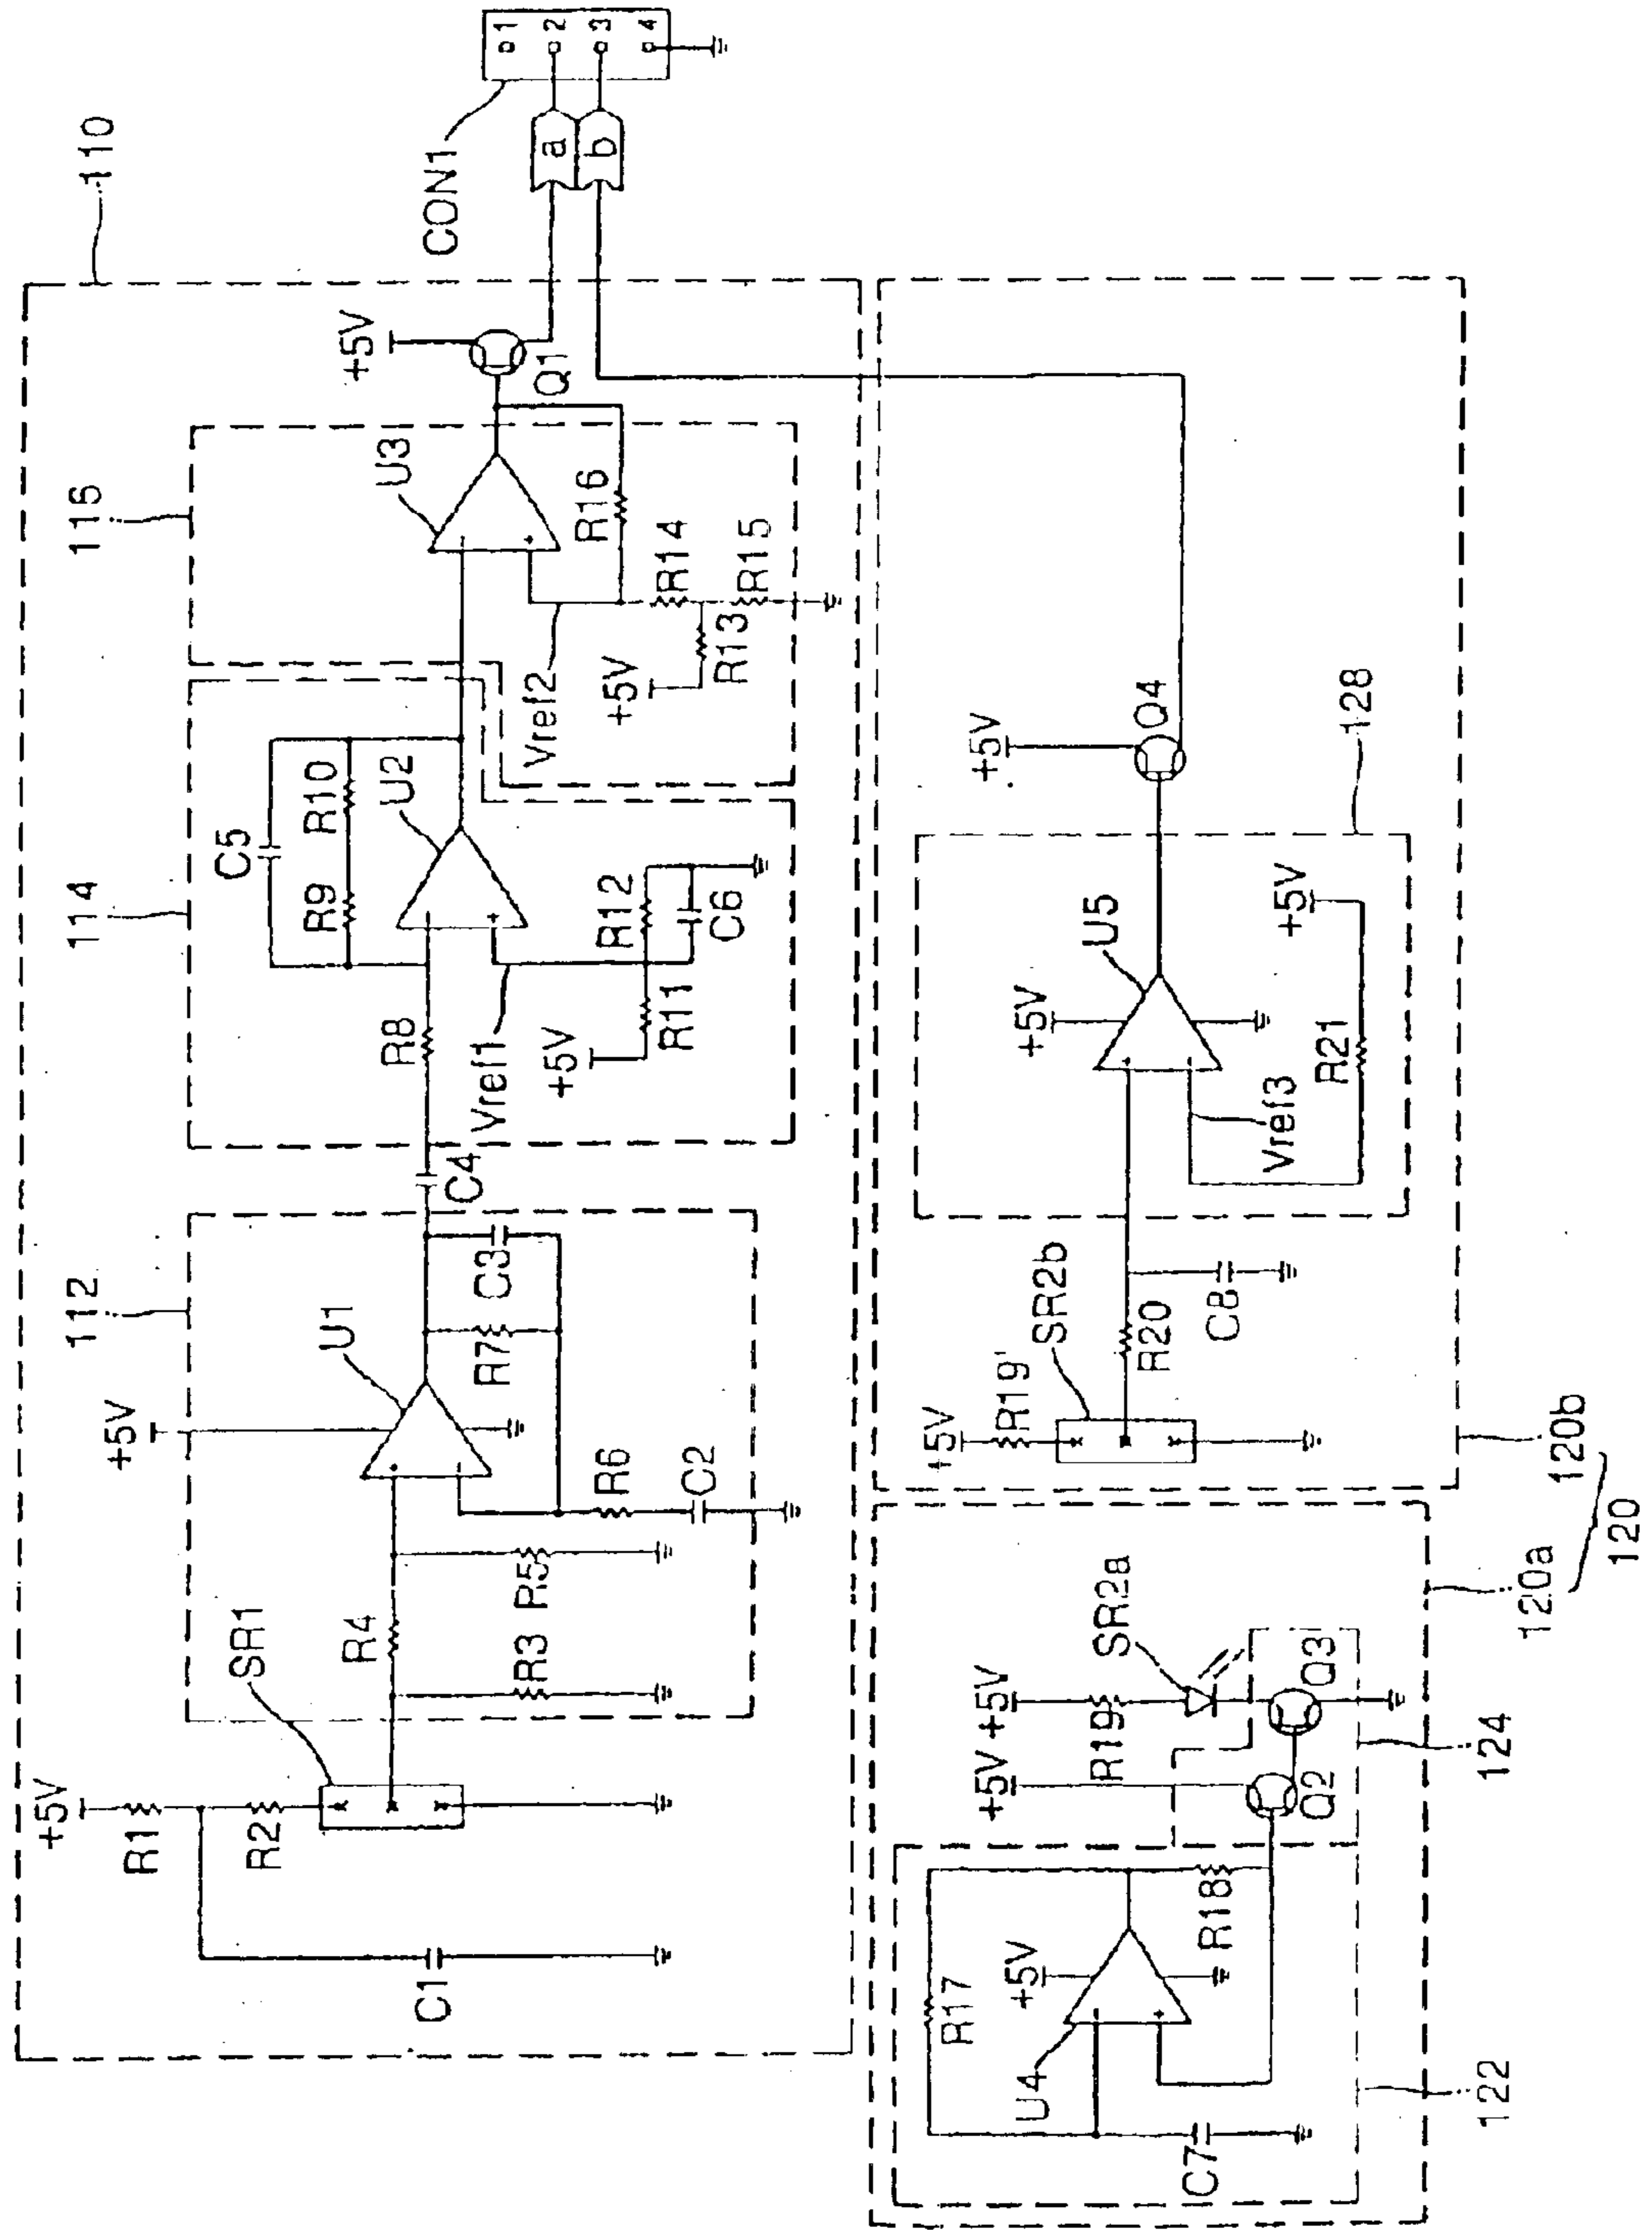 110
112
114
116
+5V
R1
R2
C1
SR1
R3
R4
R5
+5V
U1
R6
C2
R7
C3
C4
R8
Vref1
+5V
R11
R12
C6
C5
R9
R10
U2
Vref2
+5V
R13
R14
R15
R16
U3
+5V
Q1
CON1
a
b
1
2
3
4
R17
+5V
U4
R18
C7
122
+5V
Q2
+5V
R19
SR2a
Q3
124
120a
120b
120
+5V
R19'
SR2b
R20
C8
+5V
U5
Vref3
R21
+5V
128
+5V
Q4